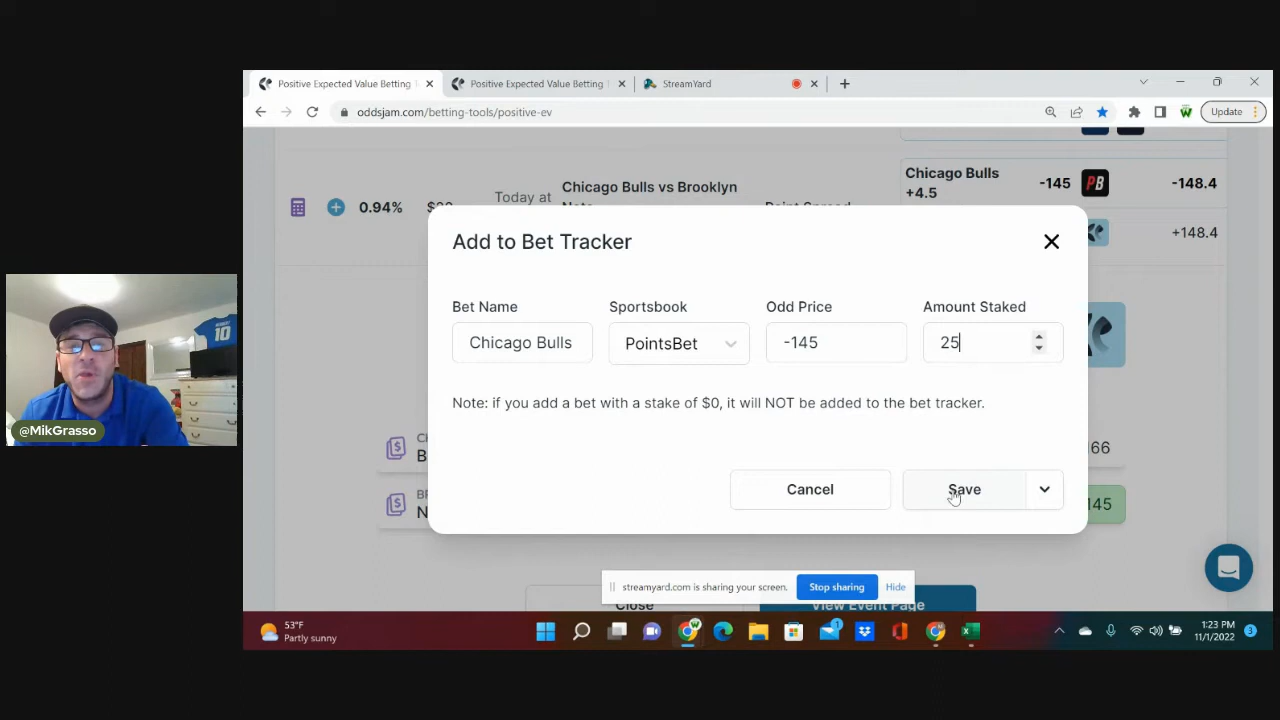 Positive Expected Value Betting
Positive Expected Value Betting
StreamYard
oddsjam.com/betting-tools/positive-ev
Update
0.94%
Today at
Chicago Bulls vs Brooklyn
Chicago Bulls
+4.5
-145
PB
-148.4
+148.4
Add to Bet Tracker
Bet Name
Sportsbook
Odd Price
Amount Staked
Chicago Bulls
PointsBet
-145
25
Note: if you add a bet with a stake of $0, it will NOT be added to the bet tracker.
Cancel
Save
166
145
@MikGrasso
10
streamyard.com is sharing your screen.
Stop sharing
Hide
Close
View Event Page
53°F
Partly sunny
1:23 PM
11/1/2022
3